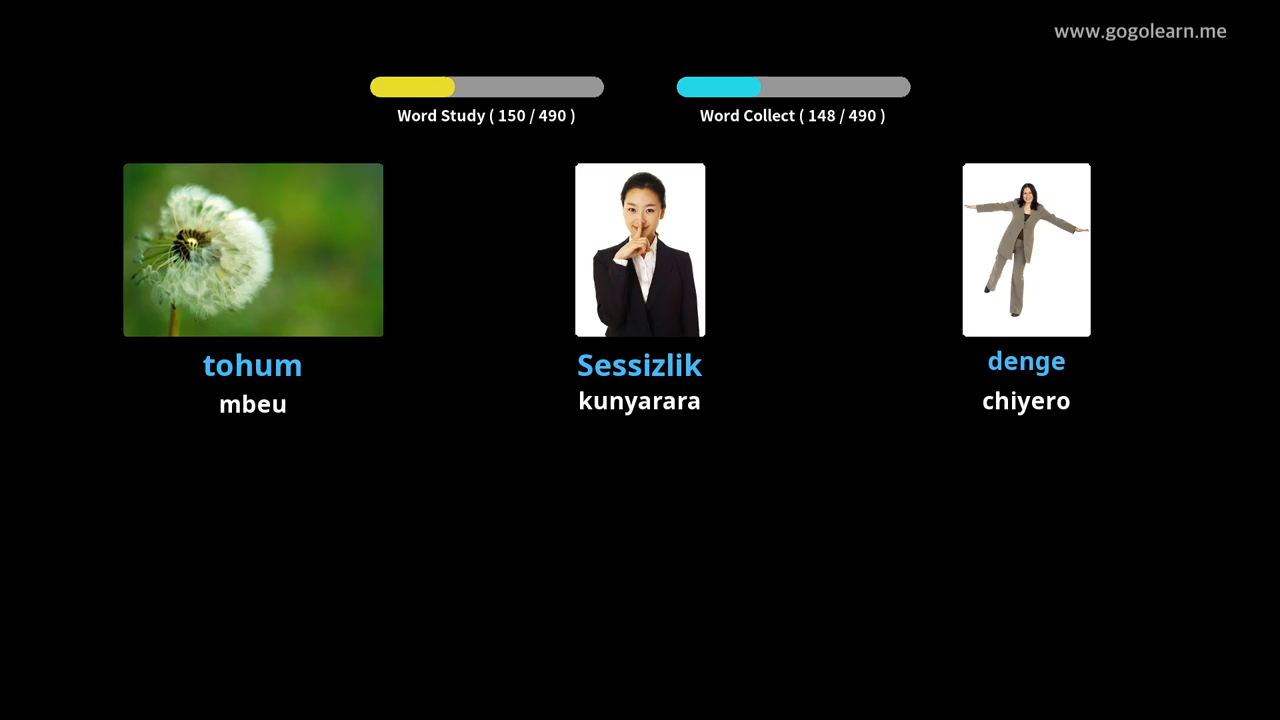 www.gogolearn.me
Word Study ( 150 / 490 )
Word Collect ( 148 / 490 )
tohum
mbeu
Sessizlik
kunyarara
denge
chiyero